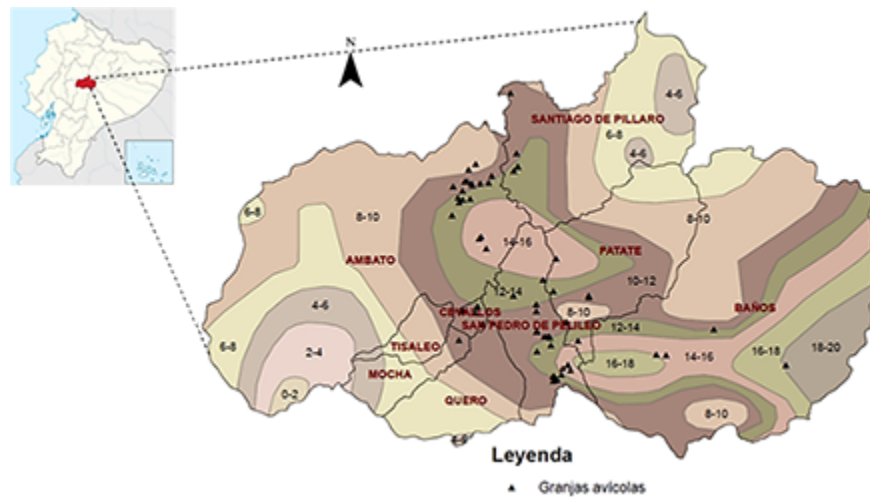 N
4-6
SANTIAGO DE PILLARO
6-8
4-6
6-8
8-10
8-10
14-16
PATATE
AMBATO
10-12
12-14
4-6
CEVALLOS
8-10
BAÑOS
SAN PEDRO DE PELILEO
12-14
6-8
TISALEO
2-4
14-16
16-18
18-20
16-18
MOCHA
0-2
QUERO
8-10
4-6
Leyenda
Granjas avícolas